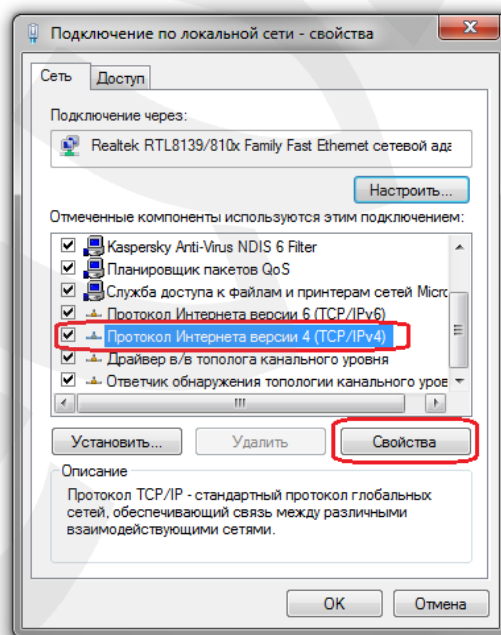 Подключение по локальной сети - свойства
Сеть
Доступ
Подключение через:
Realtek RTL8139/810x Family Fast Ethernet сетевой ада
Настроить...
Отмеченные компоненты используются этим подключением:
Kaspersky Anti-Virus NDIS 6 Filter
Планировщик пакетов QoS
Служба доступа к файлам и принтерам сетей Micro
Протокол Интернета версии 6 (TCP/IPv6)
Протокол Интернета версии 4 (TCP/IPv4)
Драйвер в/в тополога канального уровня
Ответчик обнаружения топологии канального уров
Установить...
Удалить
Свойства
Описание
Протокол TCP/IP - стандартный протокол глобальных
сетей, обеспечивающий связь между различными
взаимодействующими сетями.
ОК
Отмена